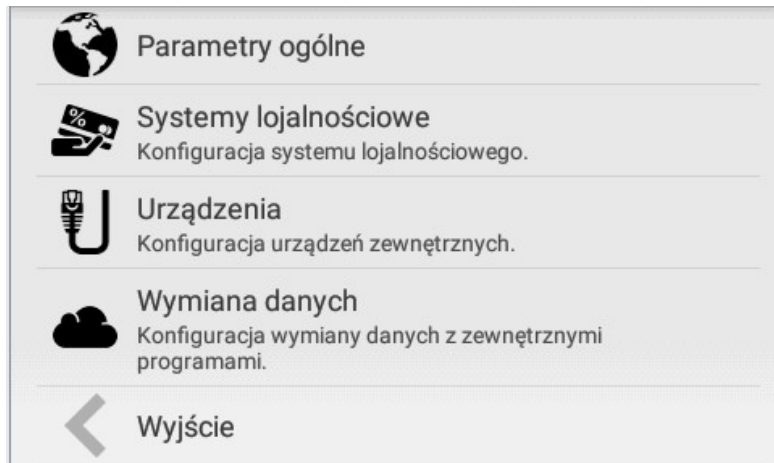 Parametry ogólne
%
Systemy lojalnościowe
Konfiguracja systemu lojalnościowego.
Urządzenia
Konfiguracja urządzeń zewnętrznych.
Wymiana danych
Konfiguracja wymiany danych z zewnętrznymi
programami.
Wyjście